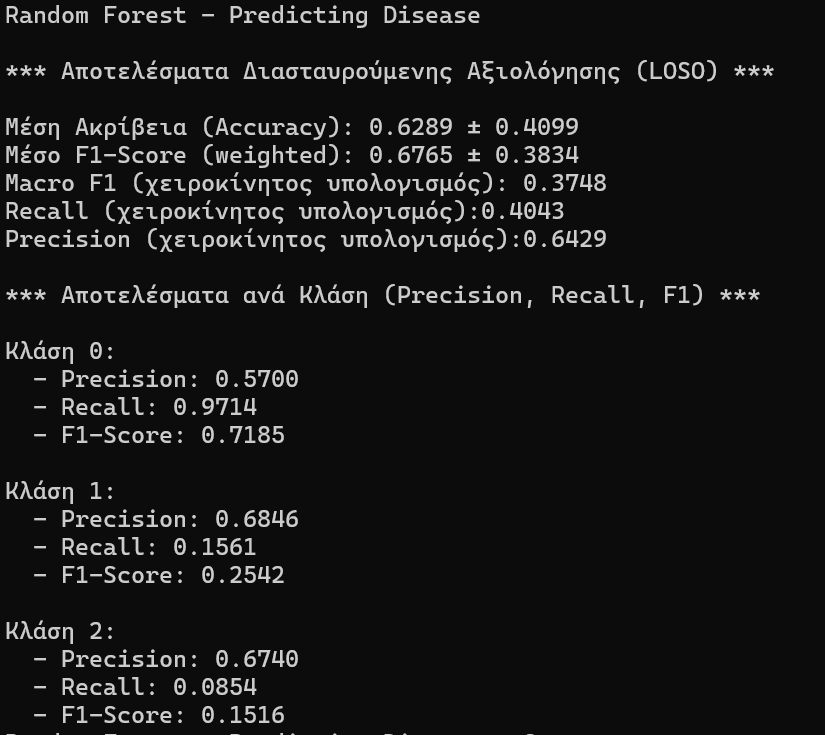 Random Forest - Predicting Disease
*** Αποτελέσματα Διασταυρούμενης Αξιολόγησης (LOSO) ***
Μέση Ακρίβεια (Accuracy): 0.6289 ± 0.4099
Μέσο F1-Score (weighted): 0.6765 ± 0.3834
Macro F1 (χειροκίνητος υπολογισμός): 0.3748
Recall (χειροκίνητος υπολογισμός):0.4043
Precision (χειροκίνητος υπολογισμός):0.6429
*** Αποτελέσματα ανά Κλάση (Precision, Recall, F1) ***
Κλάση 0:
- Precision: 0.5700
- Recall: 0.9714
- F1-Score: 0.7185
Κλάση 1:
- Precision: 0.6846
- Recall: 0.1561
- F1-Score: 0.2542
Κλάση 2:
- Precision: 0.6740
- Recall: 0.0854
- F1-Score: 0.1516